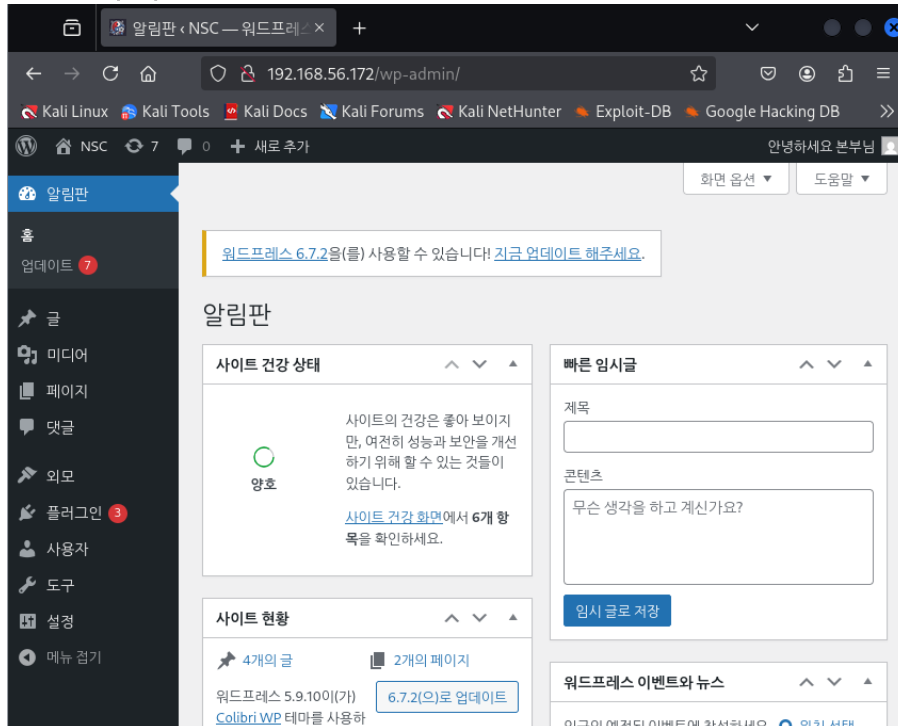 알림판 ‹ NSC — 워드프레스
192.168.56.172/wp-admin/
Kali Linux Kali Tools Kali Docs Kali Forums Kali NetHunter Exploit-DB Google Hacking DB
NSC 7 0 새로 추가 안녕하세요 본부님
화면 옵션 ▼ 도움말 ▼
알림판
홈
업데이트 7
글
미디어
페이지
댓글
외모
플러그인 3
사용자
도구
설정
메뉴 접기
워드프레스 6.7.2을(를) 사용할 수 있습니다! 지금 업데이트 해주세요.
알림판
사이트 건강 상태
양호
사이트의 건강은 좋아 보이지
만, 여전히 성능과 보안을 개선
하기 위해 할 수 있는 것들이
있습니다.
사이트 건강 화면에서 6개 항
목을 확인하세요.
사이트 현황
4개의 글 2개의 페이지
워드프레스 5.9.10이(가) 6.7.2(으)로 업데이트
Colibri WP 테마를 사용하
빠른 임시글
제목
콘텐츠
무슨 생각을 하고 계신가요?
임시 글로 저장
워드프레스 이벤트와 뉴스